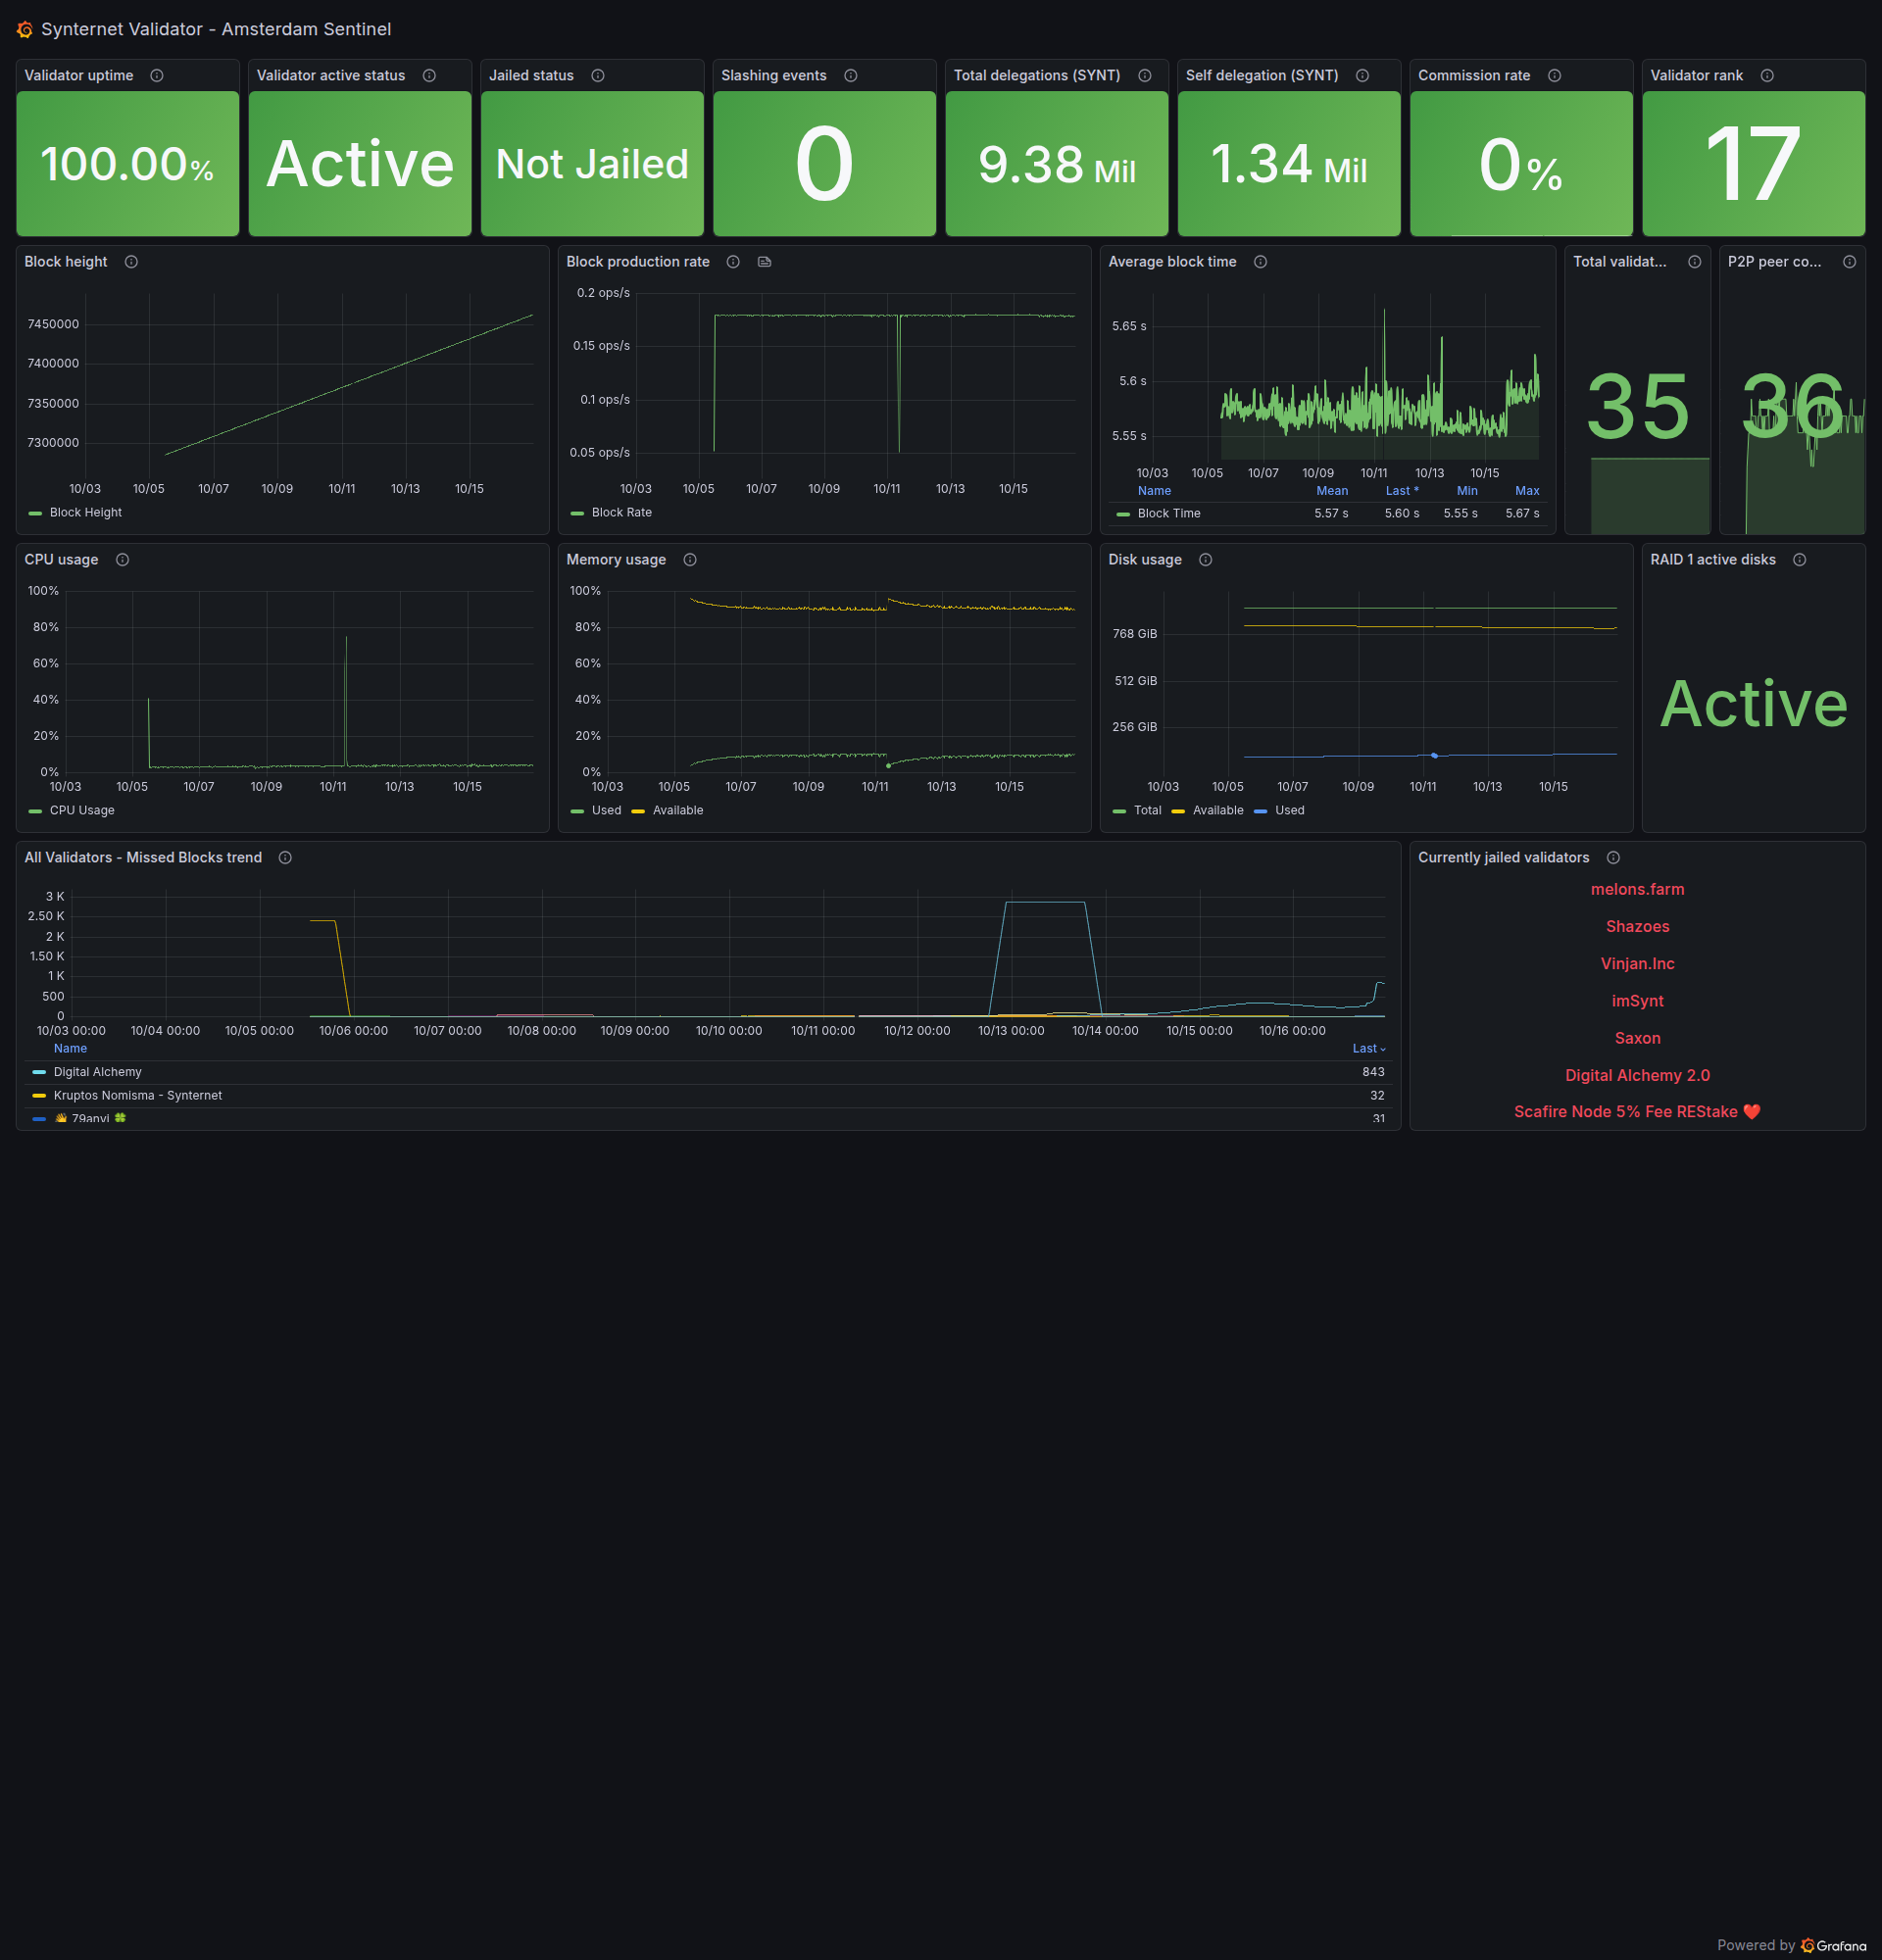 Synternet Validator - Amsterdam Sentinel
Validator uptime
100.00%
Validator active status
Active
Jailed status
Not Jailed
Slashing events
0
Total delegations (SYNT)
9.38 Mil
Self delegation (SYNT)
1.34 Mil
Commission rate
0%
Validator rank
17
Block height
7450000
7400000
7350000
7300000
10/03 10/05 10/07 10/09 10/11 10/13 10/15
Block Height
Block production rate
0.2 ops/s
0.15 ops/s
0.1 ops/s
0.05 ops/s
10/03 10/05 10/07 10/09 10/11 10/13 10/15
Block Rate
Average block time
5.65 s
5.6 s
5.55 s
10/03 10/05 10/07 10/09 10/11 10/13 10/15
Name Mean Last * Min Max
Block Time 5.57 s 5.60 s 5.55 s 5.67 s
Total validat...
35
P2P peer co...
36
CPU usage
100%
80%
60%
40%
20%
0%
10/03 10/05 10/07 10/09 10/11 10/13 10/15
CPU Usage
Memory usage
100%
80%
60%
40%
20%
0%
10/03 10/05 10/07 10/09 10/11 10/13 10/15
Used Available
Disk usage
768 GiB
512 GiB
256 GiB
10/03 10/05 10/07 10/09 10/11 10/13 10/15
Total Available Used
RAID 1 active disks
Active
All Validators - Missed Blocks trend
3 K
2.50 K
2 K
1.50 K
1 K
500
0
10/03 00:00 10/04 00:00 10/05 00:00 10/06 00:00 10/07 00:00 10/08 00:00 10/09 00:00 10/10 00:00 10/11 00:00 10/12 00:00 10/13 00:00 10/14 00:00 10/15 00:00 10/16 00:00
Name Last
Digital Alchemy 843
Kruptos Nomisma - Synternet 32
👋 79anvi 🍀 31
Currently jailed validators
melons.farm
Shazoes
Vinjan.Inc
imSynt
Saxon
Digital Alchemy 2.0
Scafire Node 5% Fee REStake ❤️
Powered by Grafana